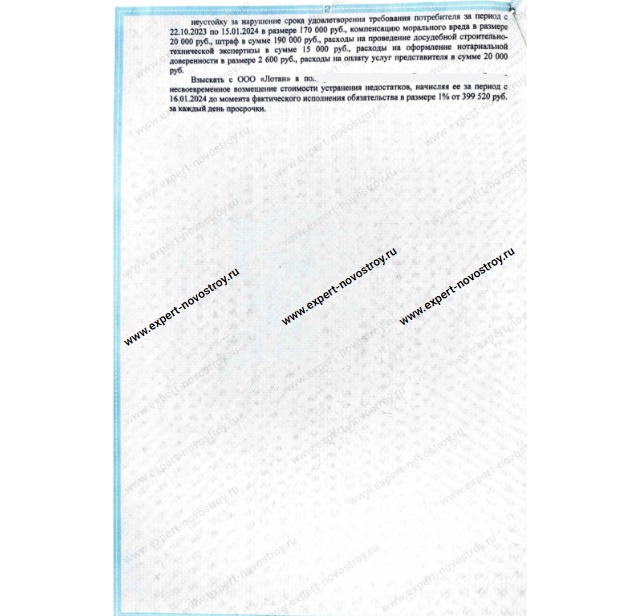 2
неустойку за нарушение срока удовлетворения требования потребителя за период с
22.10.2023 по 15.01.2024 в размере 170 000 руб., компенсацию морального вреда в размере
20 000 руб., штраф в сумме 190 000 руб., расходы на проведение досудебной строительно-
технической экспертизы в сумме 15 000 руб., расходы на оформление нотариальной
доверенности в размере 2 600 руб., расходы на оплату услуг представителя в сумме 20 000
руб.
Взыскать с ООО «Лотан» в
несвоевременное возмещение стоимости устранения недостатков, начисляя ее за период с
16.01.2024 до момента фактического исполнения обязательства в размере 1% от 399 520 руб.
за каждый день просрочки.
www.expert-novostroy.ru
www.expert-novostroy.ru
www.expert-novostroy.ru